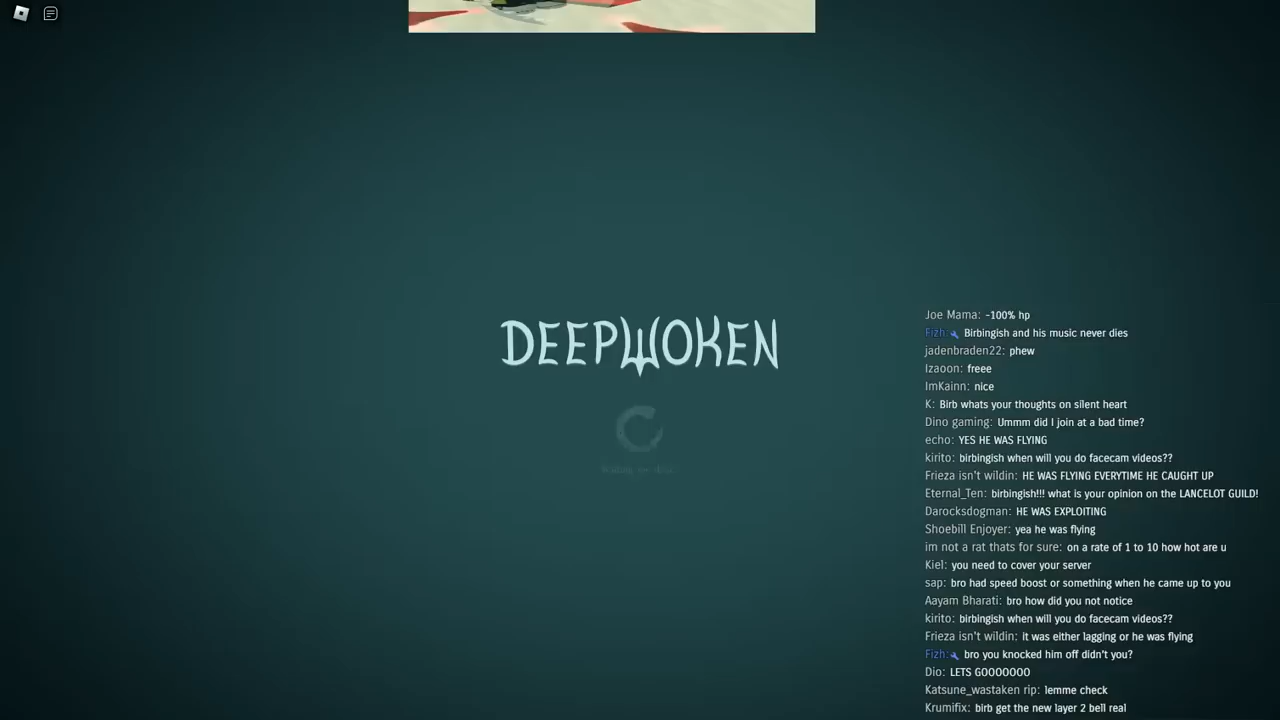 DEEPWOKEN
Joe Mama: -100% hp
Fizh: Birbingish and his music never dies
jadenbraden22: phew
Izaoon: freee
ImKainn: nice
K: Birb whats your thoughts on silent heart
Dino gaming: Ummm did I join at a bad time?
echo: YES HE WAS FLYING
kirito: birbingish when will you do facecam videos??
Frieza isn't wildin: HE WAS FLYING EVERYTIME HE CAUGHT UP
Eternal_Ten: birbingish!!! what is your opinion on the LANCELOT GUILD!
Darocksdogman: HE WAS EXPLOITING
Shoebill Enjoyer: yea he was flying
im not a rat thats for sure: on a rate of 1 to 10 how hot are u
Kiel: you need to cover your server
sap: bro had speed boost or something when he came up to you
Aayam Bharati: bro how did you not notice
kirito: birbingish when will you do facecam videos??
Frieza isn't wildin: it was either lagging or he was flying
Fizh: bro you knocked him off didn't you?
Dio: LETS GOOOOOOO
Katsune_wastaken rip: lemme check
Krumifix: birb get the new layer 2 bell real